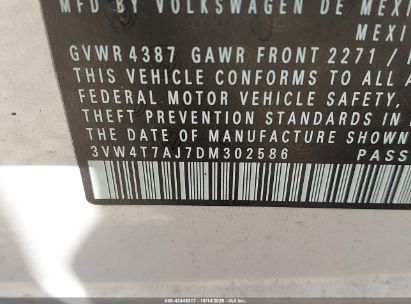 MFD BY VOLKSWAGEN DE MEXI
MEXI
GVWR 4387 GAWR FRONT 2271 /
THIS VEHICLE CONFORMS TO ALL
FEDERAL MOTOR VEHICLE SAFETY,
THEFT PREVENTION STANDARDS IN
THE DATE OF MANUFACTURE SHOWN
3VW4T7AJ7DM302586 PASS